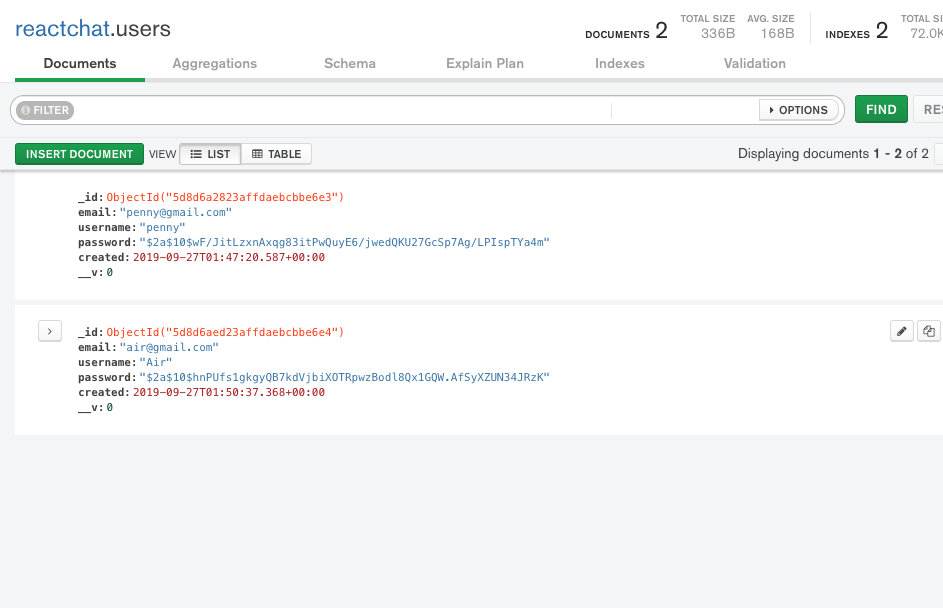 reactchat.users
DOCUMENTS 2 TOTAL SIZE 336B AVG. SIZE 168B INDEXES 2 TOTAL SI 72.0K
Documents Aggregations Schema Explain Plan Indexes Validation
FILTER OPTIONS FIND RES
INSERT DOCUMENT VIEW LIST TABLE Displaying documents 1 - 2 of 2
_id: ObjectId("5d8d6a2823affdaebcbbe6e3")
email: "penny@gmail.com"
username: "penny"
password: "$2a$10$wF/JitLzxnAxqg83itPwQuyE6/jwedQKU27GcSp7Ag/LPIspTYa4m"
created: 2019-09-27T01:47:20.587+00:00
__v: 0
_id: ObjectId("5d8d6aed23affdaebcbbe6e4")
email: "air@gmail.com"
username: "Air"
password: "$2a$10$hnPUfs1gkgyQB7kdVjbiXOTRpwzBodl8Qx1GQW.AfSyXZUN34JRzK"
created: 2019-09-27T01:50:37.368+00:00
__v: 0